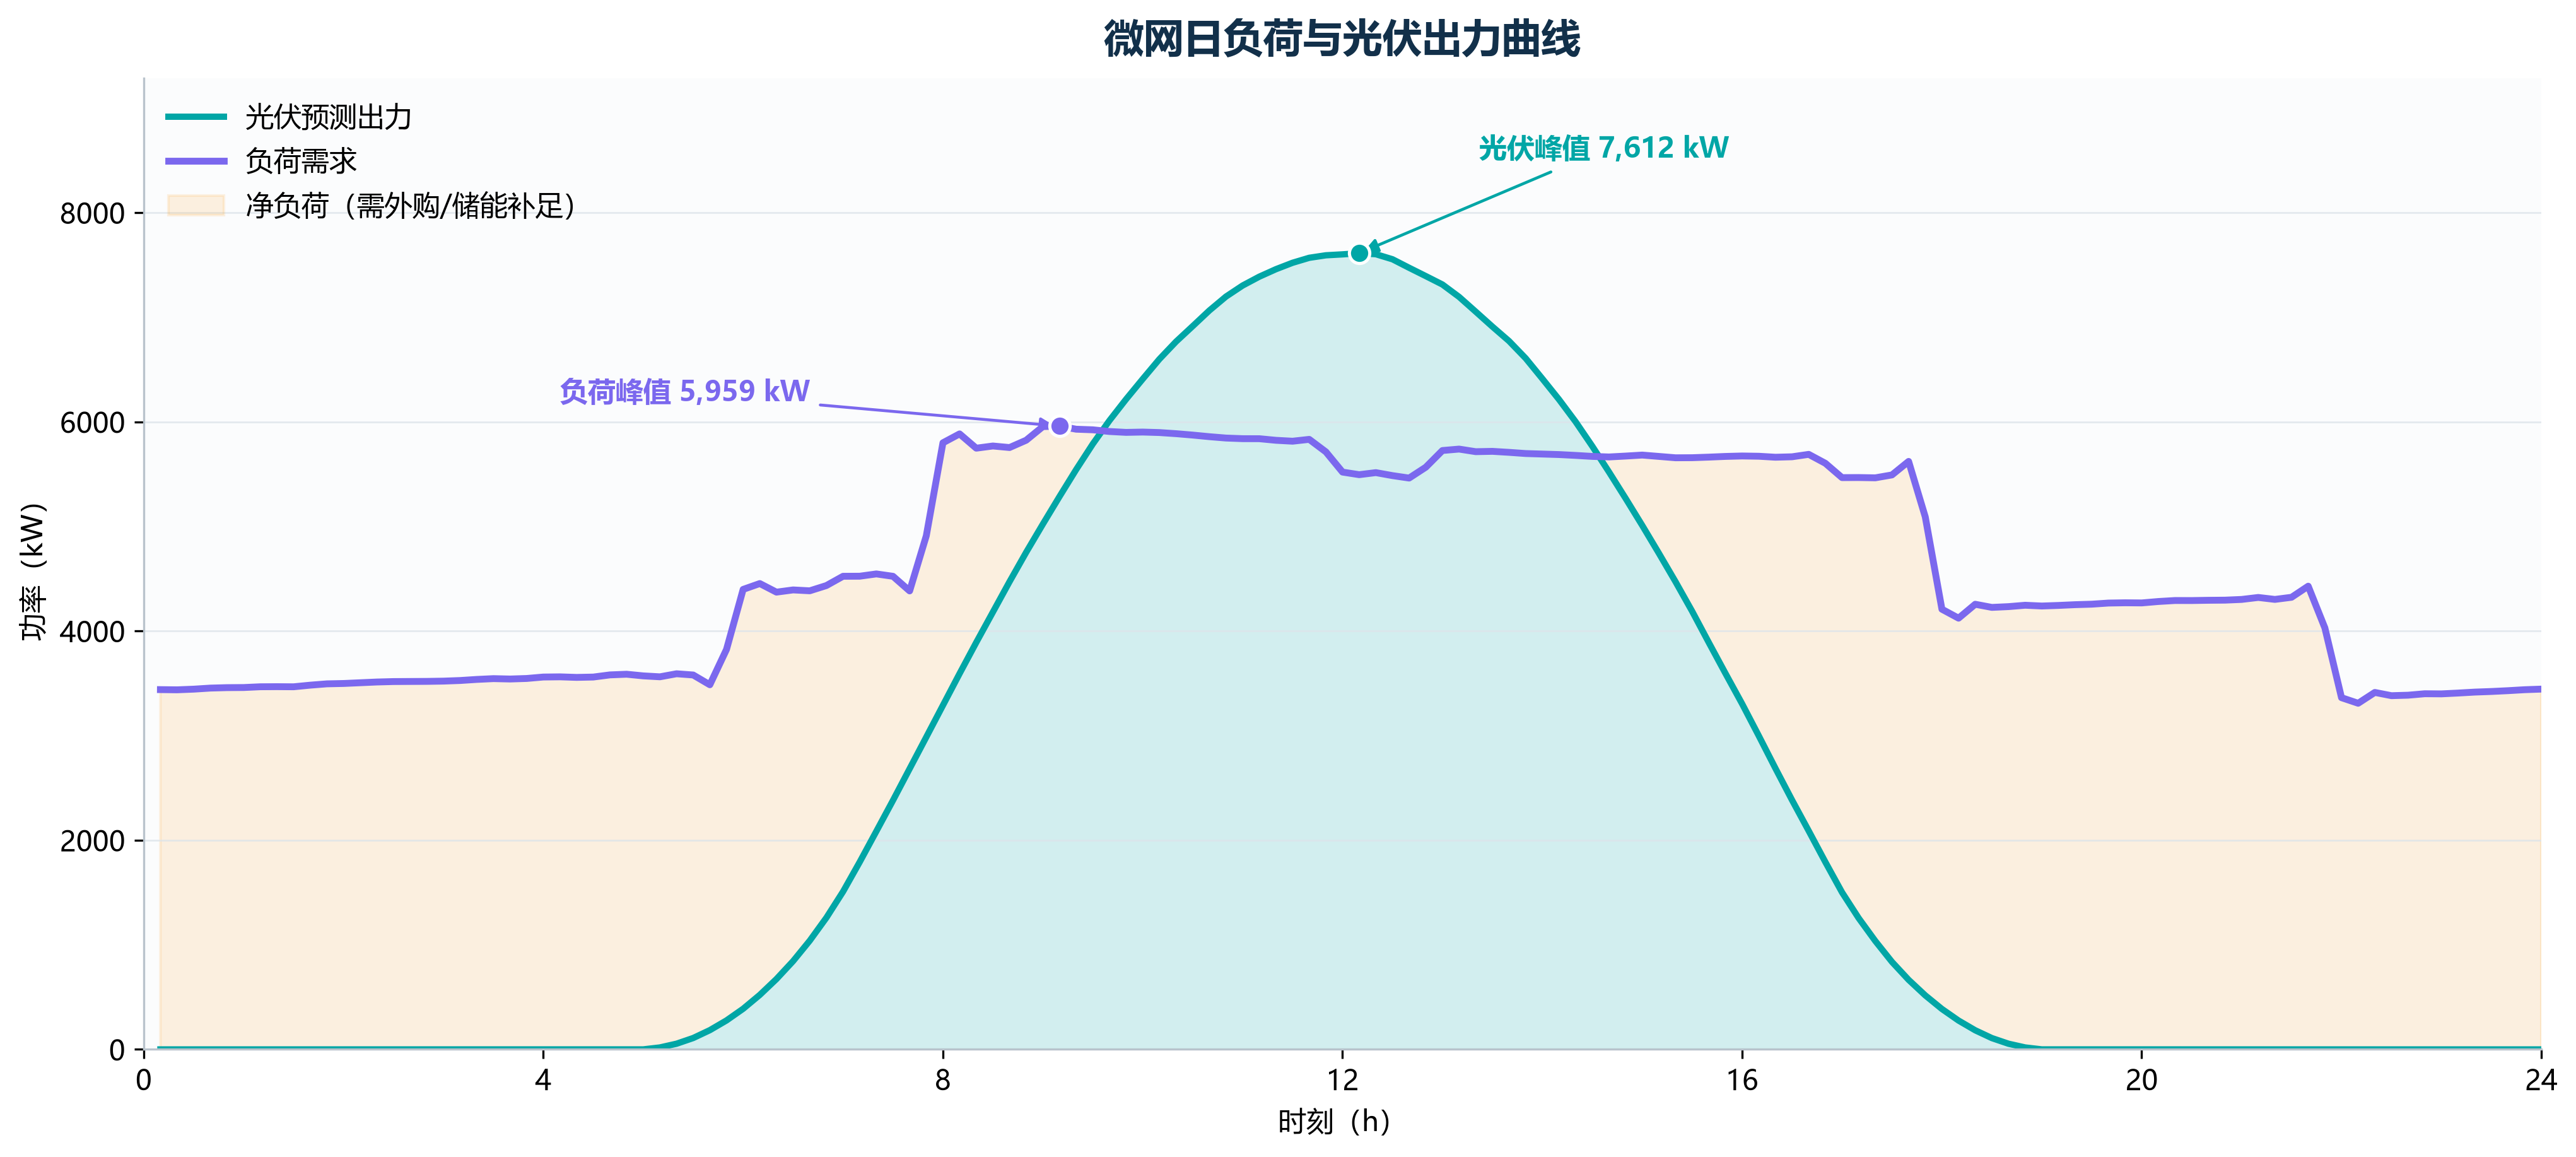 微网日负荷与光伏出力曲线
光伏预测出力
负荷需求
净负荷（需外购/储能补足）
光伏峰值 7,612 kW
负荷峰值 5,959 kW
功率（kW）
8000
6000
4000
2000
0
0 4 8 12 16 20 24
时刻（h）